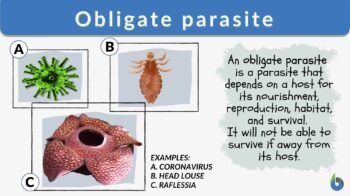 Obligate parasite
A
B
C
An obligate parasite
is a parasite that
depends on a host for
its nourishment,
reproduction, habitat,
and survival.
It will not be able to
survive if away from
its host.
EXAMPLES:
A. CORONAVIRUS
B. HEAD LOUSE
C. RAFFLESSIA